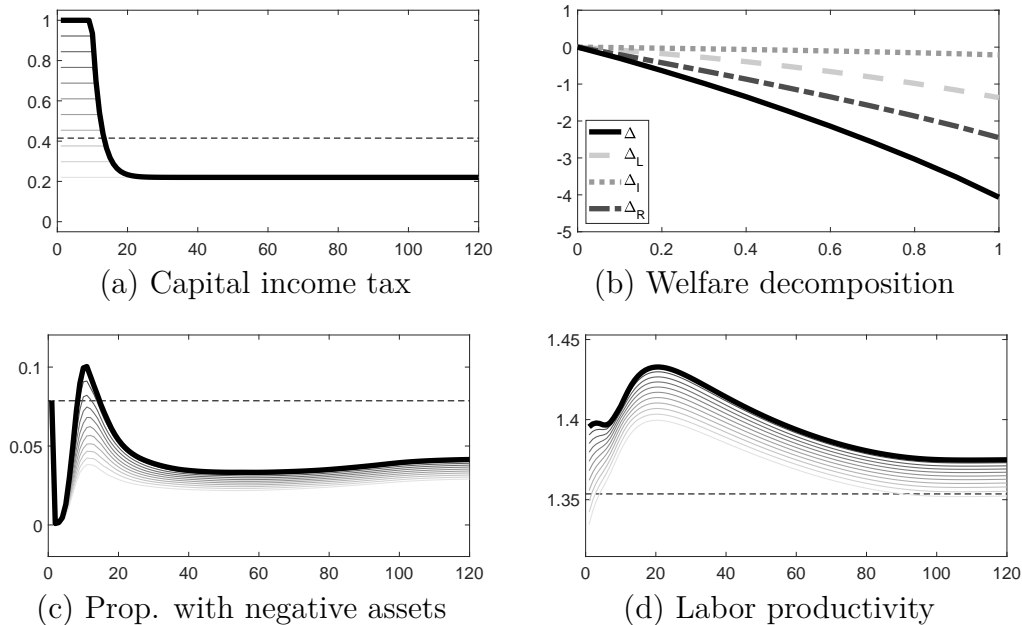 1
0.8
0.6
0.4
0.2
0
0 20 40 60 80 100 120
(a) Capital income tax
1
0
-1
-2
-3
-4
-5
Δ
Δ_L
Δ_I
Δ_R
0 0.2 0.4 0.6 0.8 1
(b) Welfare decomposition
0.1
0.05
0
0 20 40 60 80 100 120
(c) Prop. with negative assets
1.45
1.4
1.35
0 20 40 60 80 100 120
(d) Labor productivity